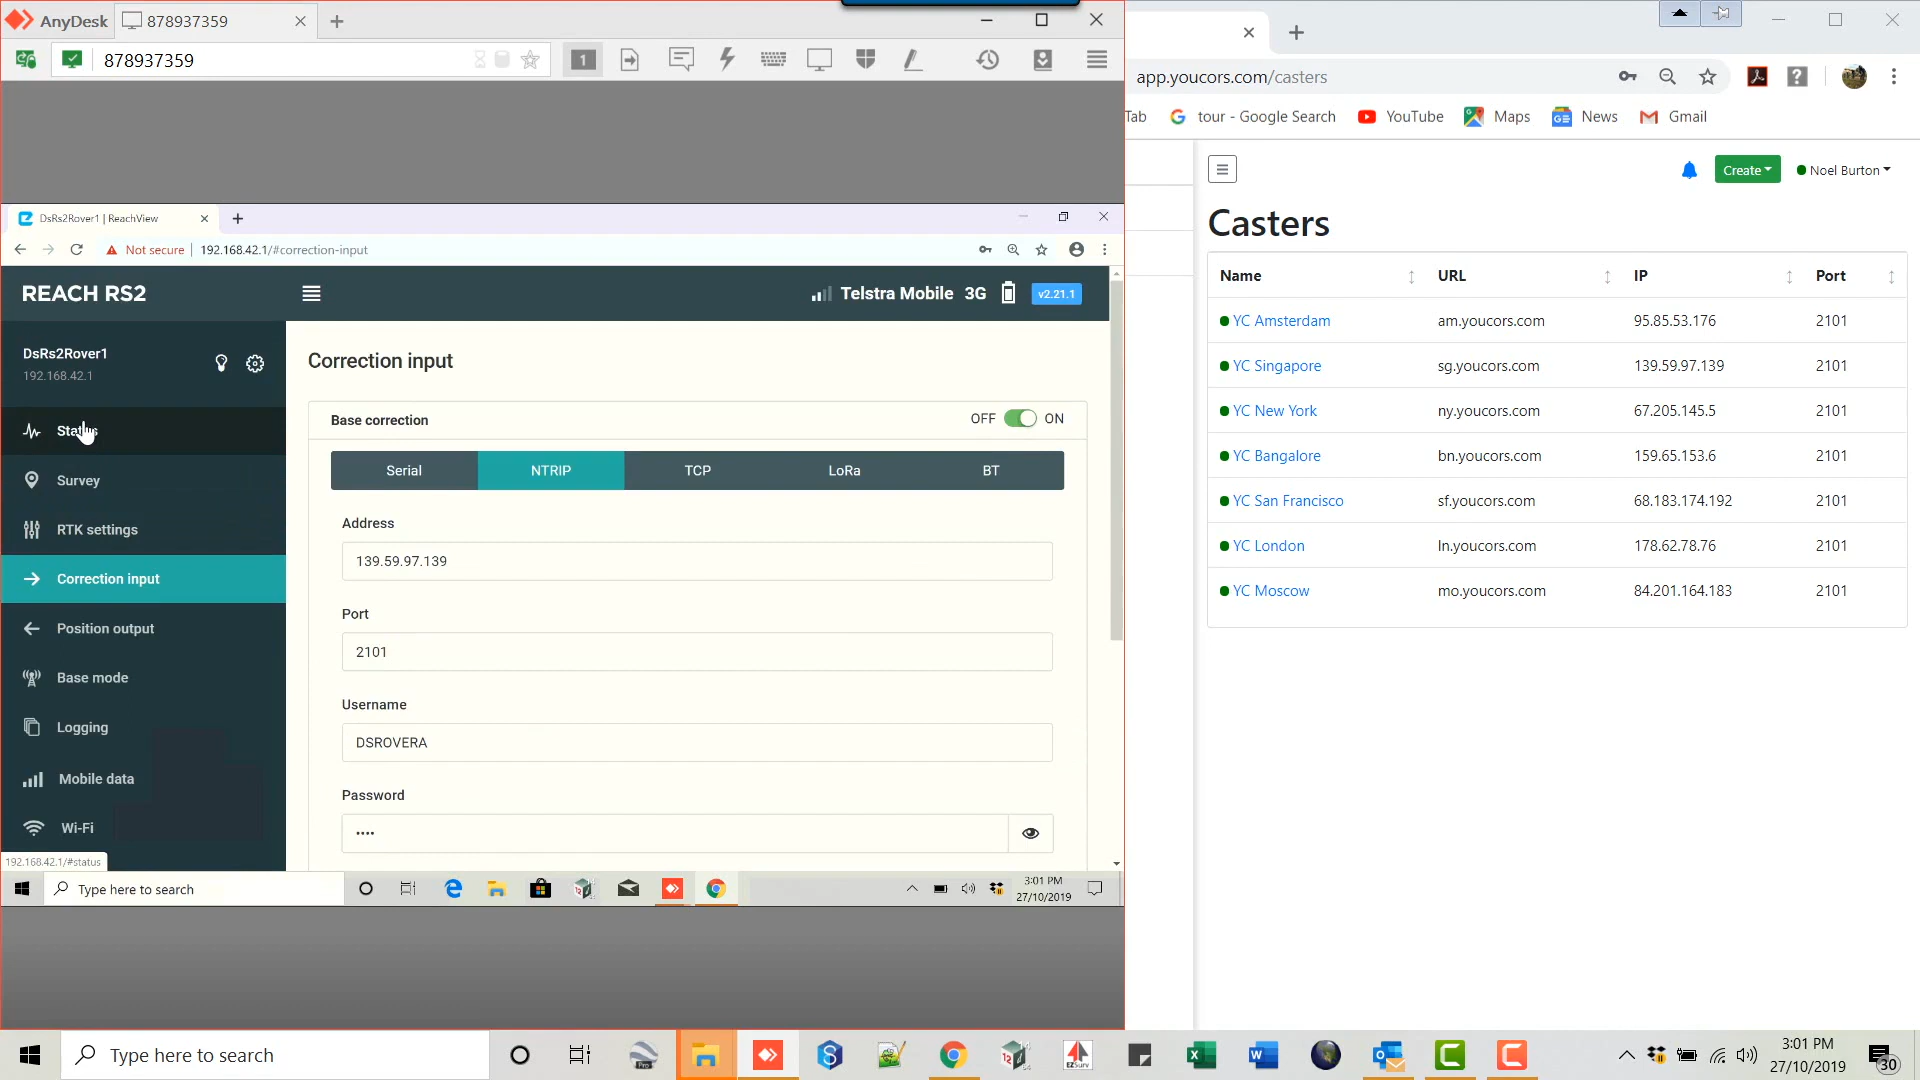 AnyDesk
878937359
878937359
1
DsRs2Rover1 | ReachView
Not secure
192.168.42.1/#correction-input
REACH RS2
Telstra Mobile 3G
v2.21.1
DsRs2Rover1
192.168.42.1
Status
Survey
RTK settings
Correction input
Position output
Base mode
Logging
Mobile data
Wi-Fi
192.168.42.1/#status
Correction input
Base correction
OFF
ON
Serial
NTRIP
TCP
LoRa
BT
Address
139.59.97.139
Port
2101
Username
DSROVERA
Password
••••
Type here to search
3:01 PM
27/10/2019
app.youcors.com/casters
Tab
tour - Google Search
YouTube
Maps
News
Gmail
Create
Noel Burton
Casters
Name URL IP Port
YC Amsterdam am.youcors.com 95.85.53.176 2101
YC Singapore sg.youcors.com 139.59.97.139 2101
YC New York ny.youcors.com 67.205.145.5 2101
YC Bangalore bn.youcors.com 159.65.153.6 2101
YC San Francisco sf.youcors.com 68.183.174.192 2101
YC London ln.youcors.com 178.62.78.76 2101
YC Moscow mo.youcors.com 84.201.164.183 2101
Type here to search
3:01 PM
27/10/2019
30